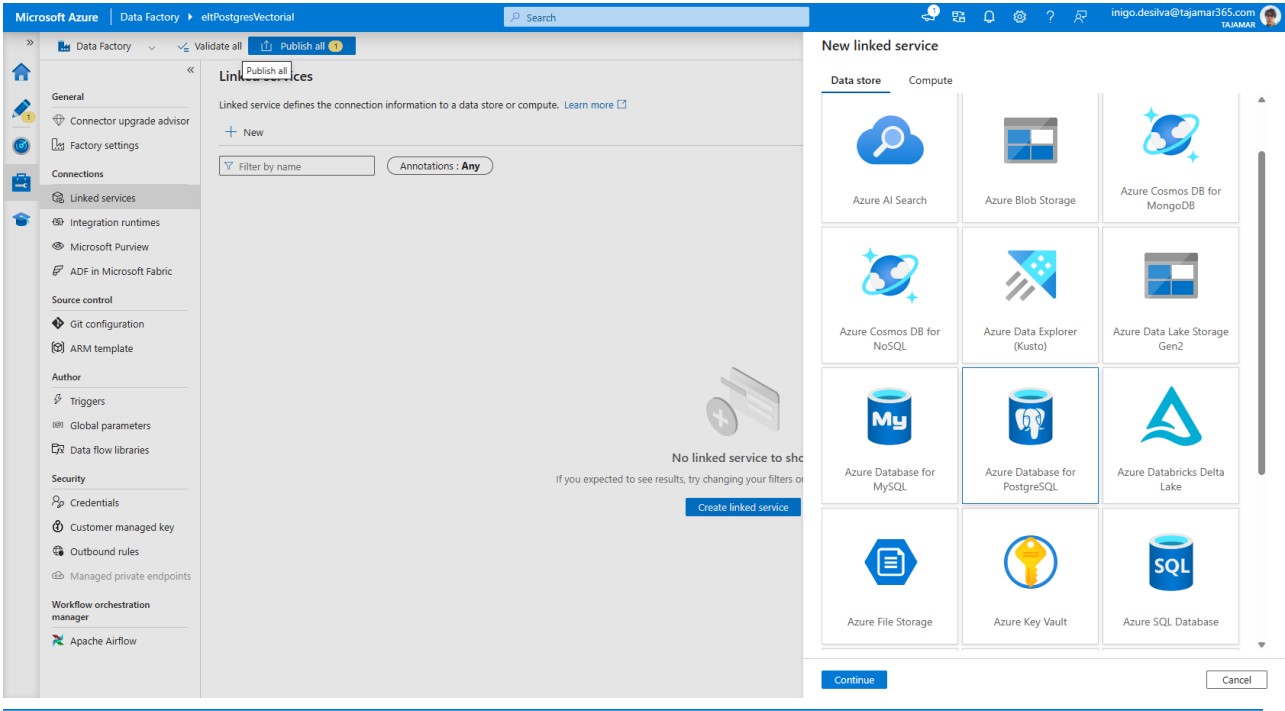 Microsoft Azure
Data Factory
eltPostgresVectorial
Search
1
inigo.desilva@tajamar365.com
TAJAMAR
Data Factory
Validate all
Publish all
1
Publish all
1
General
Connector upgrade advisor
Factory settings
Connections
Linked services
Integration runtimes
Microsoft Purview
ADF in Microsoft Fabric
Source control
Git configuration
ARM template
Author
Triggers
Global parameters
Data flow libraries
Security
Credentials
Customer managed key
Outbound rules
Managed private endpoints
Workflow orchestration
manager
Apache Airflow
Linked services
Linked service defines the connection information to a data store or compute. Learn more
New
Filter by name
Annotations : Any
No linked service to sho
If you expected to see results, try changing your filters or
Create linked service
New linked service
Data store
Compute
Azure AI Search
Azure Blob Storage
Azure Cosmos DB for
MongoDB
Azure Cosmos DB for
NoSQL
Azure Data Explorer
(Kusto)
Azure Data Lake Storage
Gen2
My
Azure Database for
MySQL
Azure Database for
PostgreSQL
Azure Databricks Delta
Lake
Azure File Storage
Azure Key Vault
SQL
Azure SQL Database
Continue
Cancel